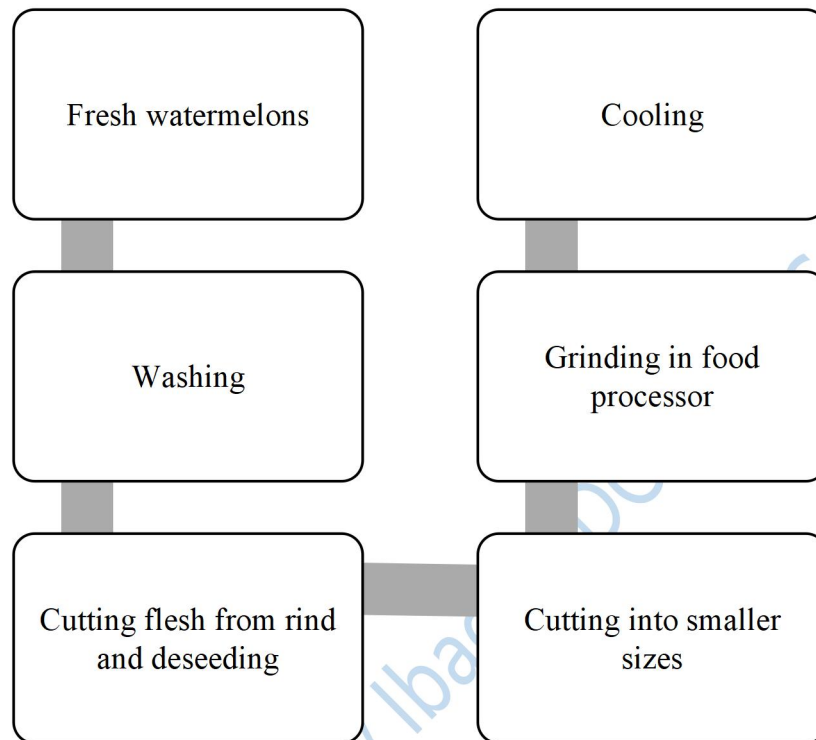 Fresh watermelons
Washing
Cutting flesh from rind
and deseeding
Cutting into smaller
sizes
Grinding in food
processor
Cooling